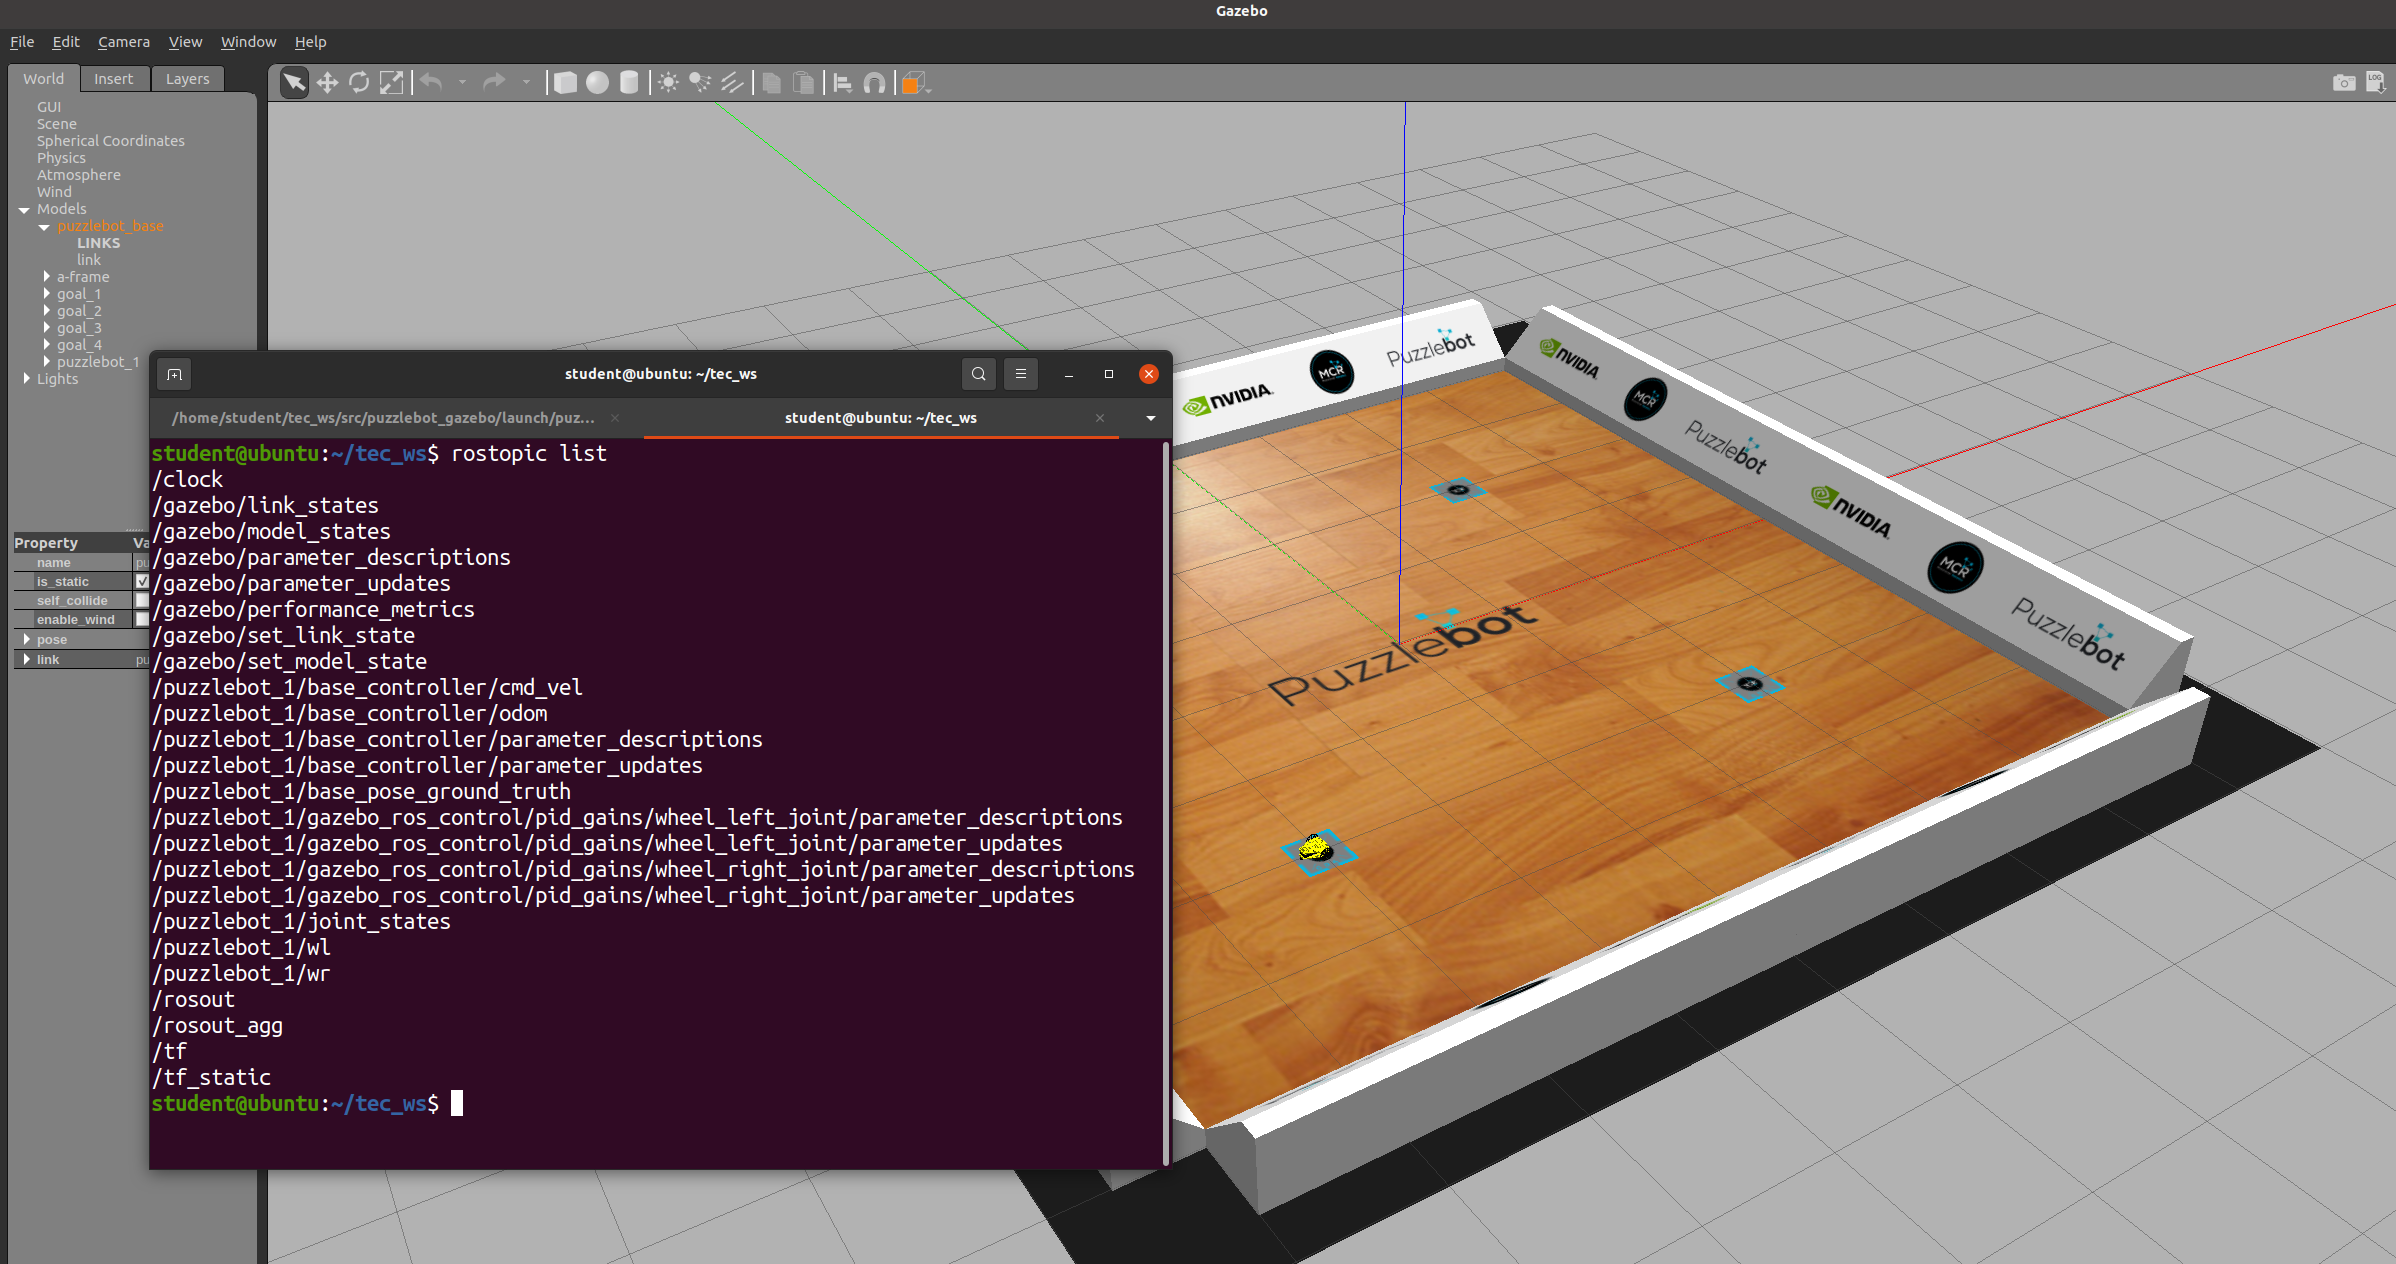 Gazebo
File Edit Camera View Window Help
World Insert Layers
GUI
Scene
Spherical Coordinates
Physics
Atmosphere
Wind
Models
puzzlebot_base
LINKS
link
a-frame
goal_1
goal_2
goal_3
goal_4
puzzlebot_1
Lights
Property Va
name pu
is_static
self_collide
enable_wind
pose
link pu
LOG
student@ubuntu: ~/tec_ws
/home/student/tec_ws/src/puzzlebot_gazebo/launch/puz... student@ubuntu: ~/tec_ws
student@ubuntu:~/tec_ws$ rostopic list
/clock
/gazebo/link_states
/gazebo/model_states
/gazebo/parameter_descriptions
/gazebo/parameter_updates
/gazebo/performance_metrics
/gazebo/set_link_state
/gazebo/set_model_state
/puzzlebot_1/base_controller/cmd_vel
/puzzlebot_1/base_controller/odom
/puzzlebot_1/base_controller/parameter_descriptions
/puzzlebot_1/base_controller/parameter_updates
/puzzlebot_1/base_pose_ground_truth
/puzzlebot_1/gazebo_ros_control/pid_gains/wheel_left_joint/parameter_descriptions
/puzzlebot_1/gazebo_ros_control/pid_gains/wheel_left_joint/parameter_updates
/puzzlebot_1/gazebo_ros_control/pid_gains/wheel_right_joint/parameter_descriptions
/puzzlebot_1/gazebo_ros_control/pid_gains/wheel_right_joint/parameter_updates
/puzzlebot_1/joint_states
/puzzlebot_1/wl
/puzzlebot_1/wr
/rosout
/rosout_agg
/tf
/tf_static
student@ubuntu:~/tec_ws$
NVIDIA MCR Puzzlebot
NVIDIA MCR Puzzlebot NVIDIA MCR Puzzlebot
Puzzlebot